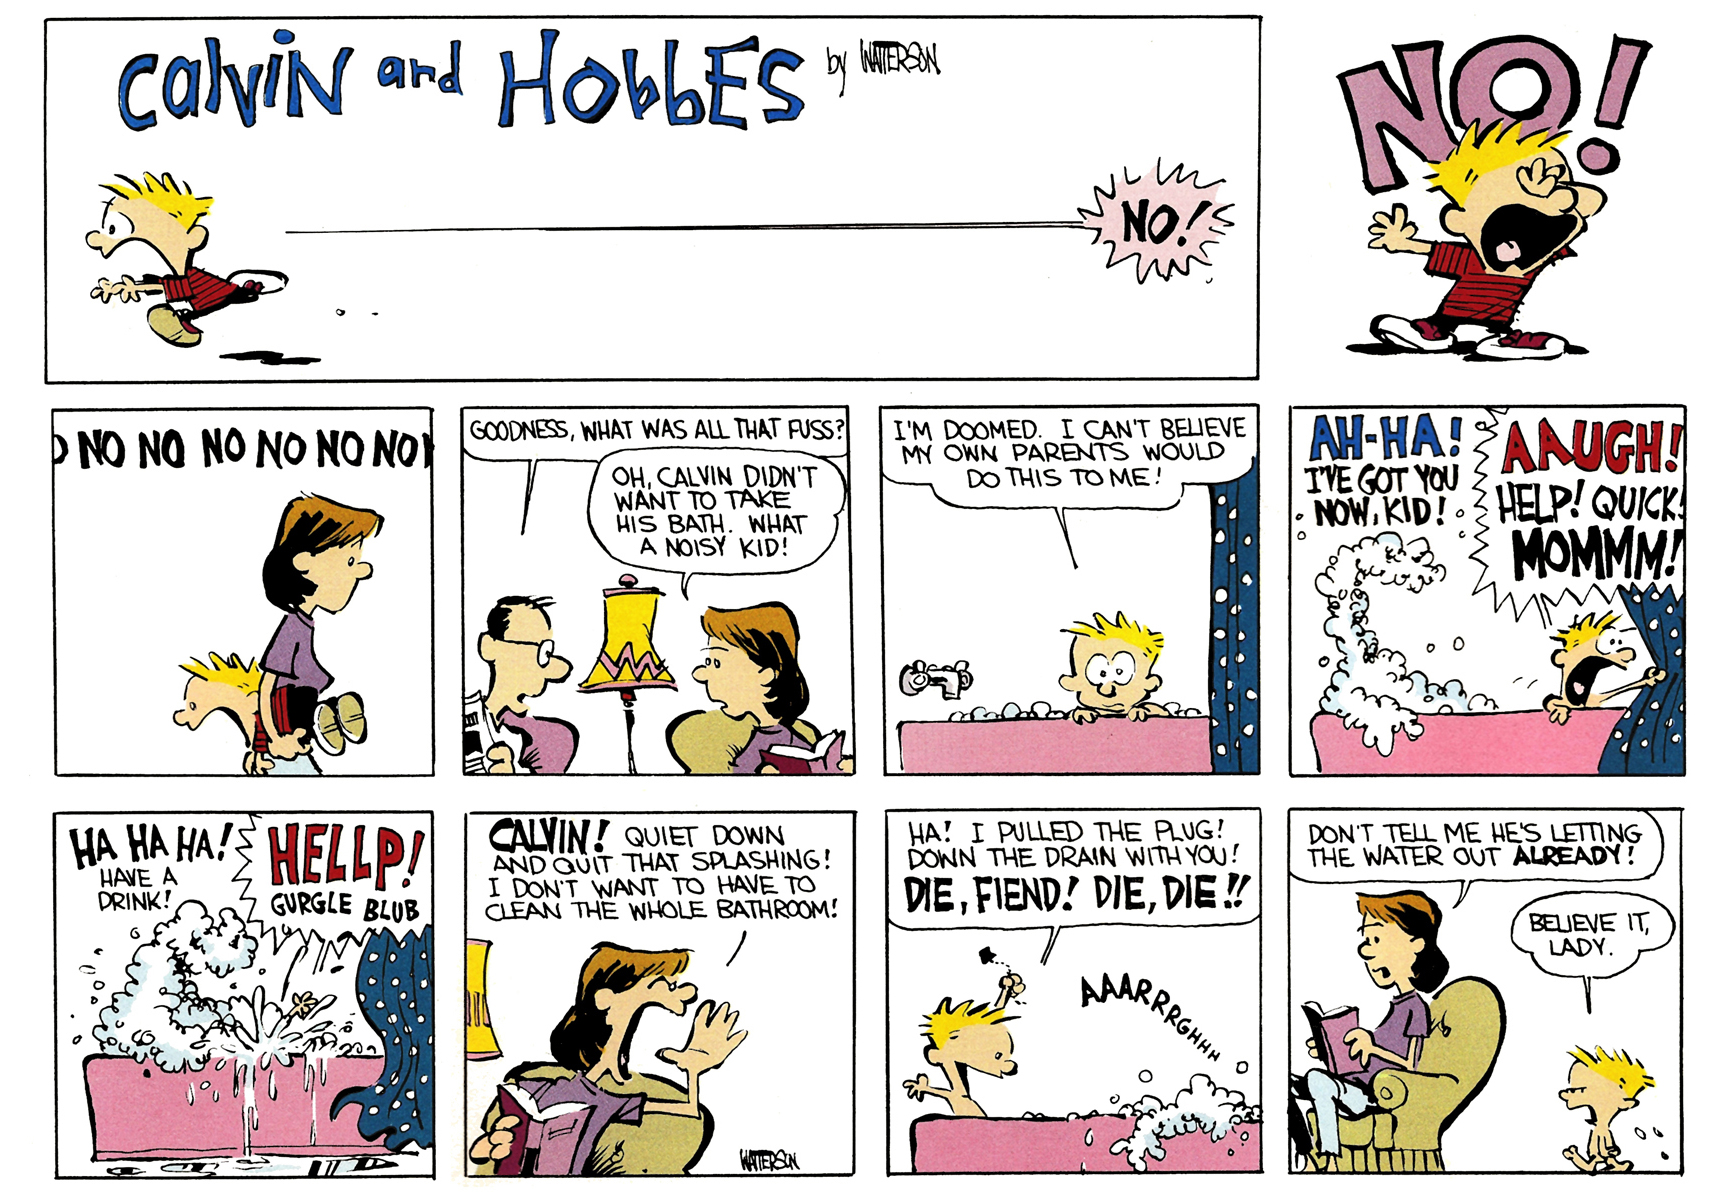 CALVIN AND HOBBES by WATTERSON
NO!
NO!
O NO NO NO NO NO NO N
GOODNESS, WHAT WAS ALL THAT FUSS?
OH, CALVIN DIDN'T
WANT TO TAKE
HIS BATH. WHAT
A NOISY KID!
I'M DOOMED. I CAN'T BELIEVE
MY OWN PARENTS WOULD
DO THIS TO ME!
AH-HA!
I'VE GOT YOU
NOW, KID!
AAUGH!
HELP! QUICK!
MOMMM!
HA HA HA!
HAVE A
DRINK!
HELLP!
GURGLE BLUB
CALVIN! QUIET DOWN
AND QUIT THAT SPLASHING!
I DON'T WANT TO HAVE TO
CLEAN THE WHOLE BATHROOM!
WATTERSON
HA! I PULLED THE PLUG!
DOWN THE DRAIN WITH YOU!
DIE, FIEND! DIE, DIE!!
AAARRRGHHH
DON'T TELL ME HE'S LETTING
THE WATER OUT ALREADY!
BELIEVE IT,
LADY.